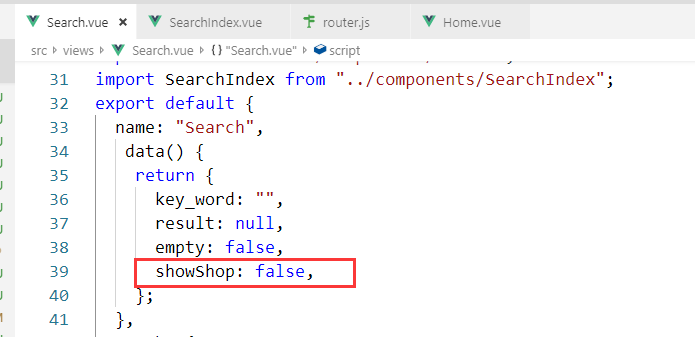 Search.vue × SearchIndex.vue router.js Home.vue
src > views > Search.vue > {} "Search.vue" > script
31 import SearchIndex from "../components/SearchIndex";
32 export default {
33 name: "Search",
34 data() {
35 return {
36 key_word: "",
37 result: null,
38 empty: false,
39 showShop: false,
40 };
41 },